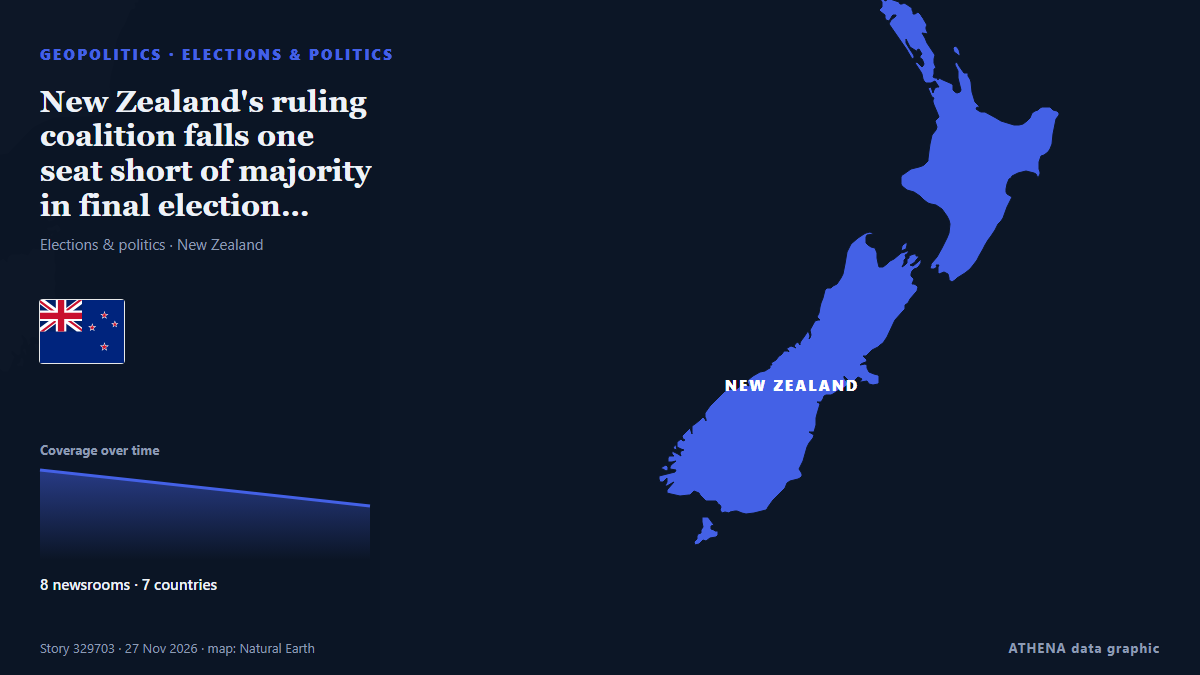 GEOPOLITICS · ELECTIONS & POLITICS
New Zealand's ruling
coalition falls one
seat short of majority
in final election...
Elections & politics · New Zealand
NEW ZEALAND
Coverage over time
8 newsrooms · 7 countries
Story 329703 · 27 Nov 2026 · map: Natural Earth
ATHENA data graphic